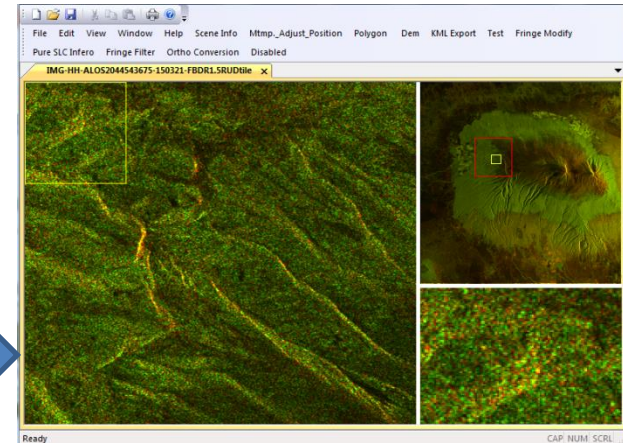 File Edit View Window Help Scene Info Mtmp._Adjust_Position Polygon Dem KML Export Test Fringe Modify
Pure SLC Infero Fringe Filter Ortho Conversion Disabled
IMG-HH-ALOS2044543675-150321-FBDR1.5RUDtile x
Ready
CAP NUM SCRL